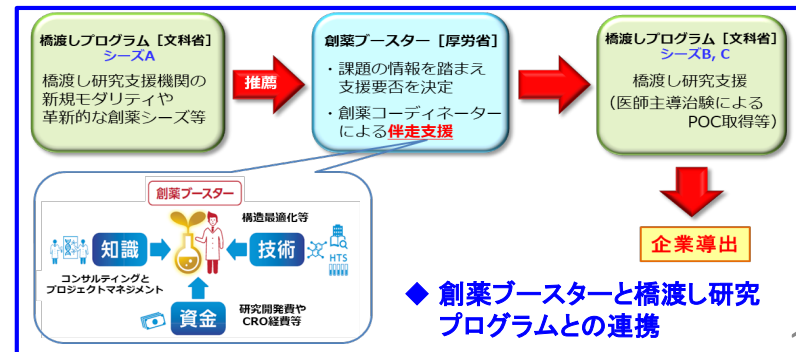 橋渡しプログラム［文科省］
シーズA
橋渡し研究支援機関の
新規モダリティや
革新的な創薬シーズ等
推薦
創薬ブースター［厚労省］
・課題の情報を踏まえ
支援要否を決定
・創薬コーディネーター
による伴走支援
橋渡しプログラム［文科省］
シーズB, C
橋渡し研究支援
（医師主導治験による
POC取得等）
企業導出
創薬ブースター
構造最適化等
知識
技術
HTS
コンサルティングと
プロジェクトマネジメント
資金
研究開発費や
CRO経費等
◆ 創薬ブースターと橋渡し研究
プログラムとの連携